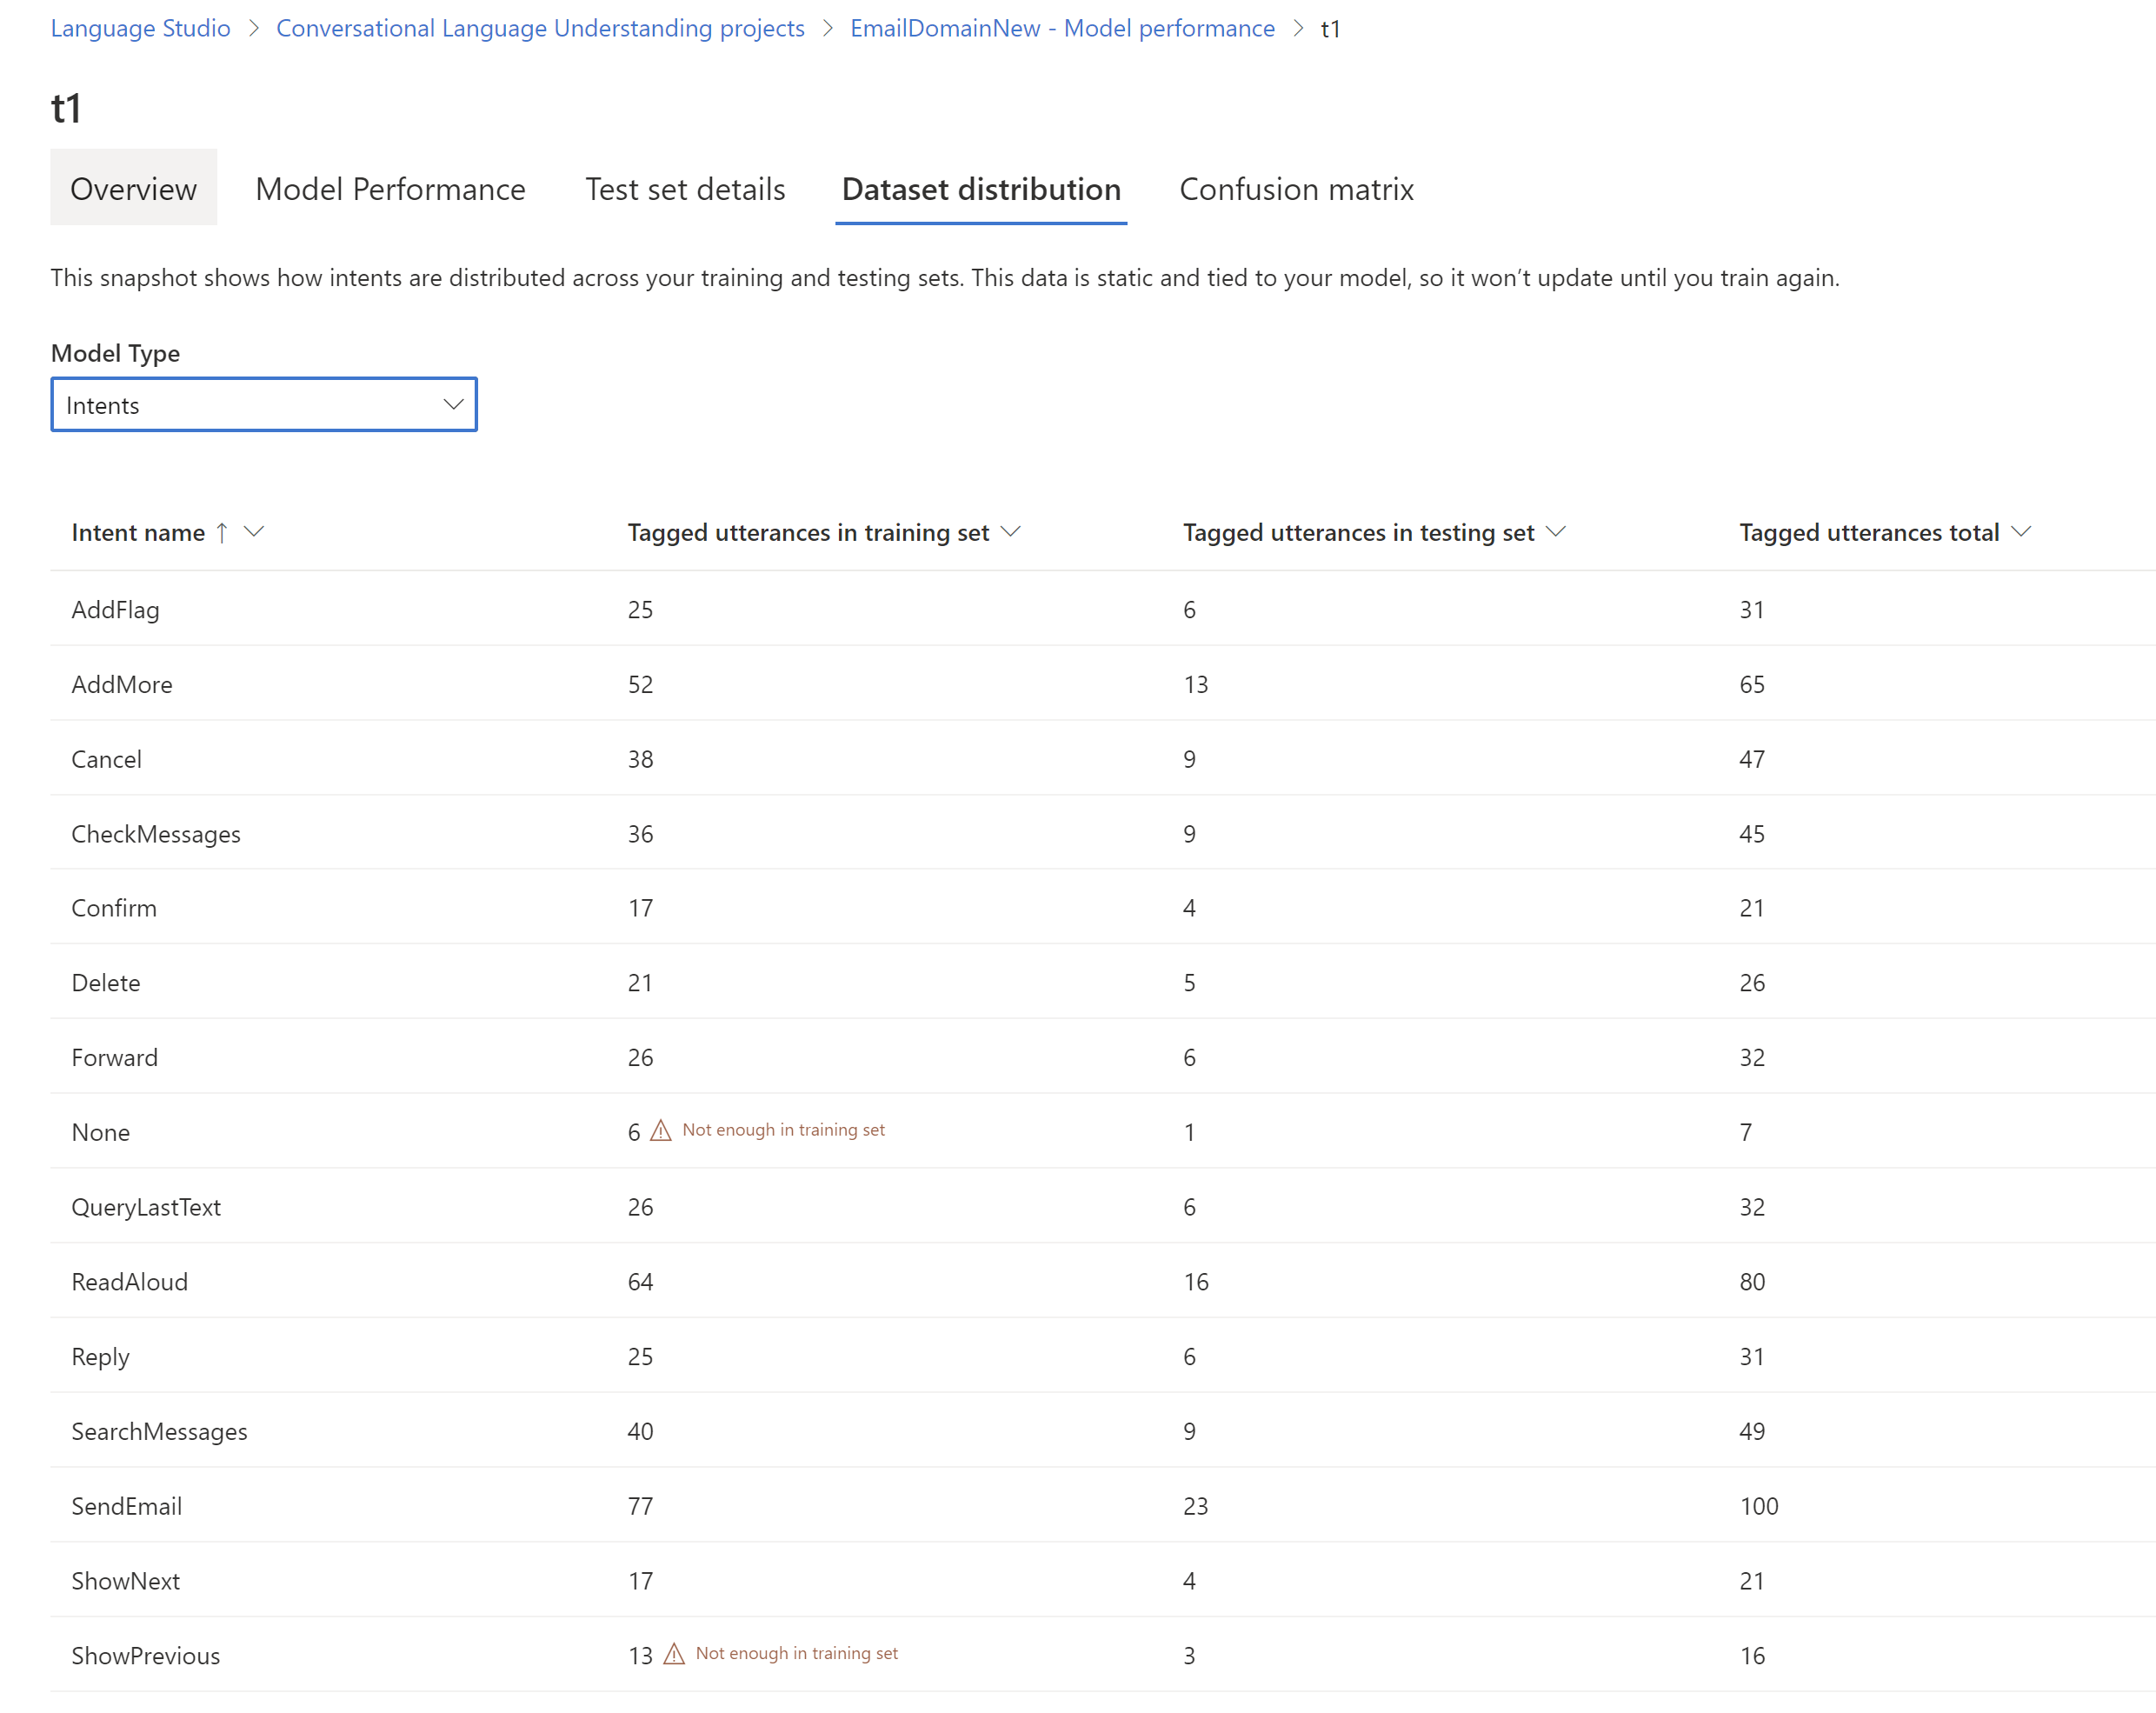 Language Studio > Conversational Language Understanding projects > EmailDomainNew - Model performance > t1
t1
Overview Model Performance Test set details Dataset distribution Confusion matrix
This snapshot shows how intents are distributed across your training and testing sets. This data is static and tied to your model, so it won’t update until you train again.
Model Type
Intents
Intent name ↑ Tagged utterances in training set Tagged utterances in testing set Tagged utterances total
AddFlag 25 6 31
AddMore 52 13 65
Cancel 38 9 47
CheckMessages 36 9 45
Confirm 17 4 21
Delete 21 5 26
Forward 26 6 32
None 6 Not enough in training set 1 7
QueryLastText 26 6 32
ReadAloud 64 16 80
Reply 25 6 31
SearchMessages 40 9 49
SendEmail 77 23 100
ShowNext 17 4 21
ShowPrevious 13 Not enough in training set 3 16